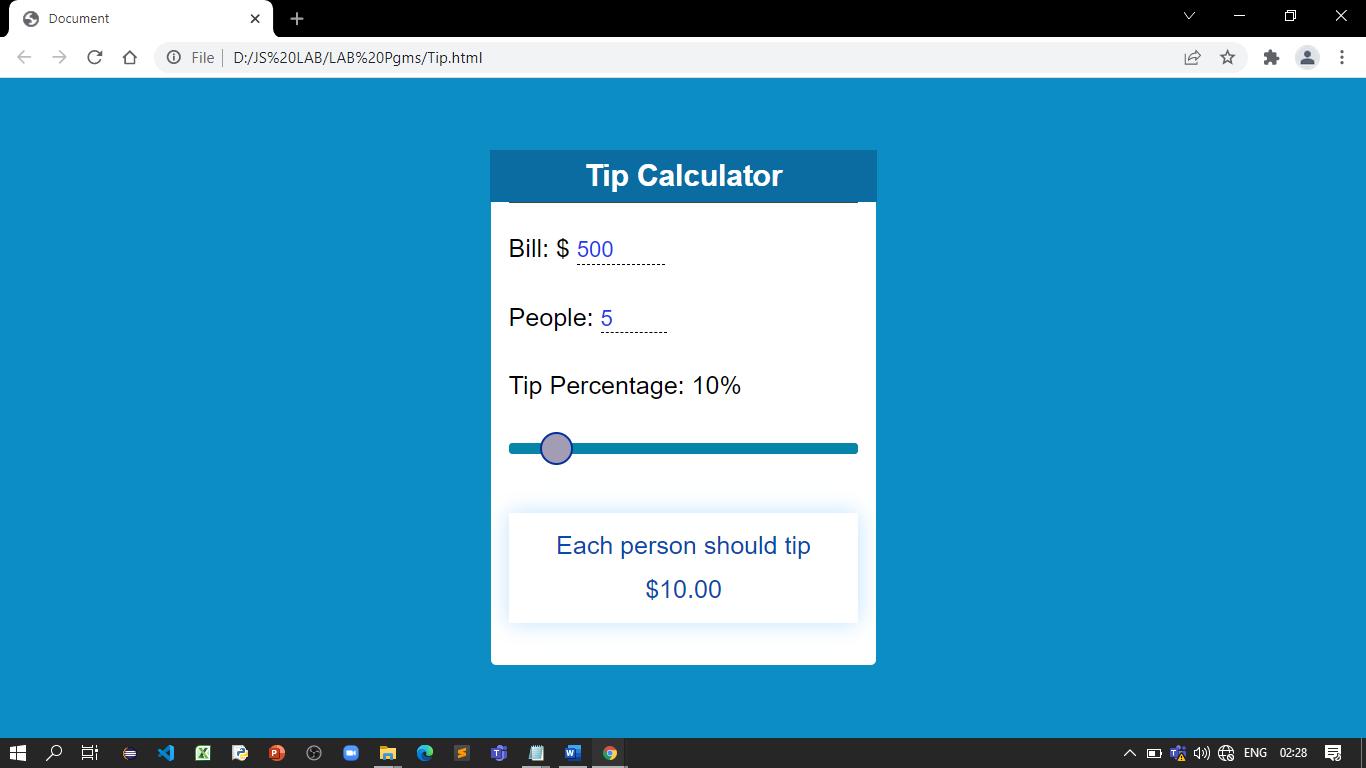 Document
File D:/JS%20LAB/LAB%20Pgms/Tip.html
Tip Calculator
Bill: $ 500
People: 5
Tip Percentage: 10%
Each person should tip
$10.00
ENG 02:28